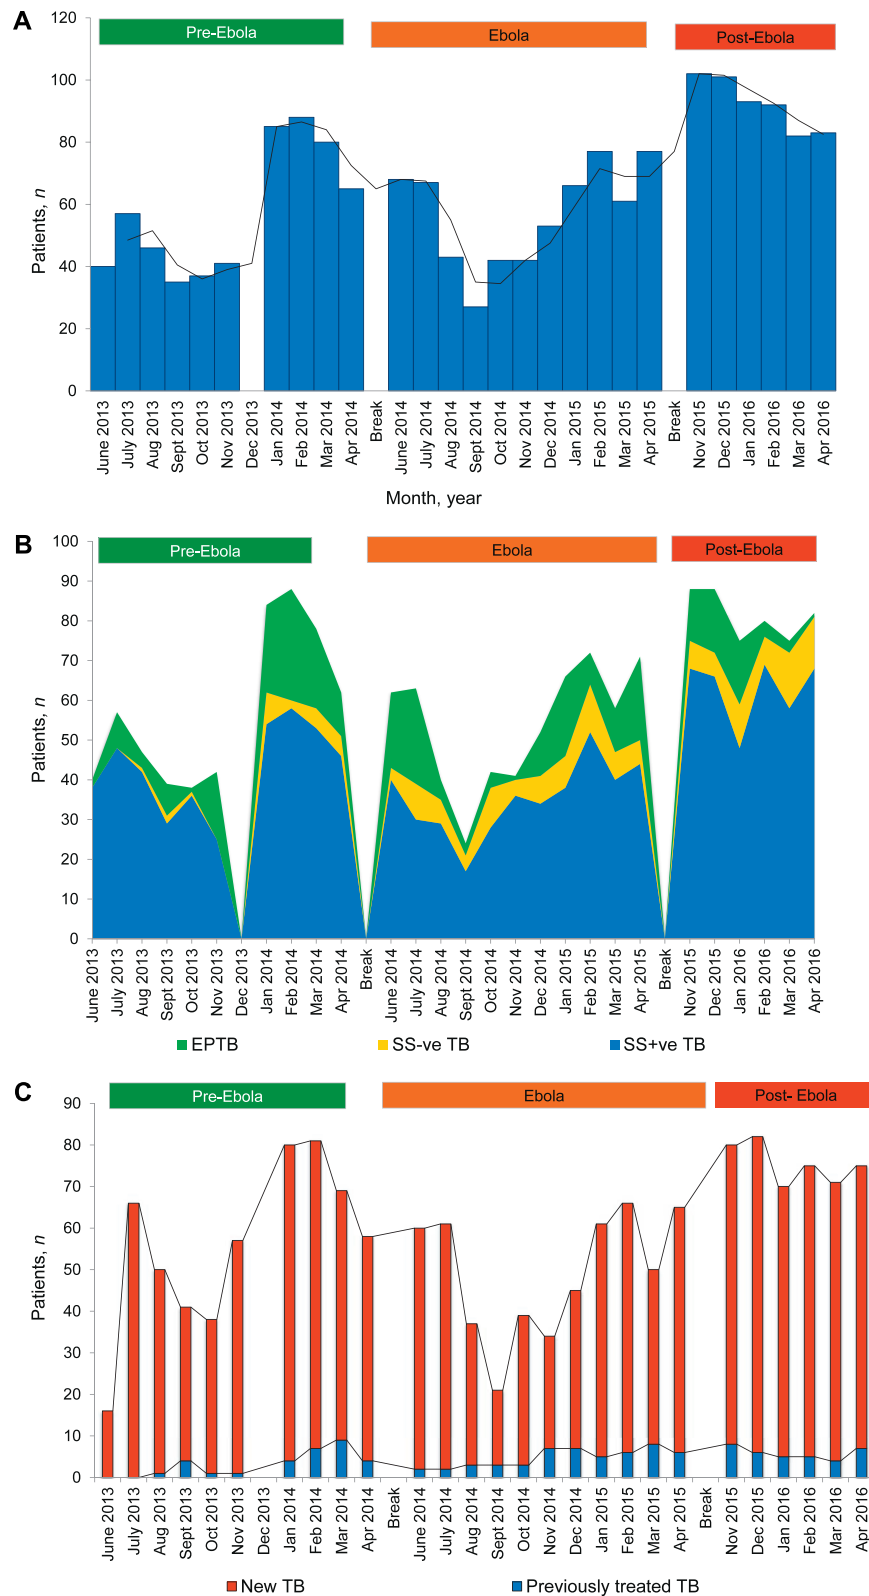 A
Pre-Ebola
Ebola
Post-Ebola
120
100
80
60
40
20
0
Patients, n
June 2013
July 2013
Aug 2013
Sept 2013
Oct 2013
Nov 2013
Dec 2013
Jan 2014
Feb 2014
Mar 2014
Apr 2014
Break
June 2014
July 2014
Aug 2014
Sept 2014
Oct 2014
Nov 2014
Dec 2014
Jan 2015
Feb 2015
Mar 2015
Apr 2015
Break
Nov 2015
Dec 2015
Jan 2016
Feb 2016
Mar 2016
Apr 2016
Month, year
B
Pre-Ebola
Ebola
Post-Ebola
100
90
80
70
60
50
40
30
20
10
0
Patients, n
June 2013
July 2013
Aug 2013
Sept 2013
Oct 2013
Nov 2013
Dec 2013
Jan 2014
Feb 2014
Mar 2014
Apr 2014
Break
June 2014
July 2014
Aug 2014
Sept 2014
Oct 2014
Nov 2014
Dec 2014
Jan 2015
Feb 2015
Mar 2015
Apr 2015
Break
Nov 2015
Dec 2015
Jan 2016
Feb 2016
Mar 2016
Apr 2016
EPTB
SS-ve TB
SS+ve TB
C
Pre-Ebola
Ebola
Post- Ebola
90
80
70
60
50
40
30
20
10
0
Patients, n
June 2013
July 2013
Aug 2013
Sept 2013
Oct 2013
Nov 2013
Dec 2013
Jan 2014
Feb 2014
Mar 2014
Apr 2014
Break
June 2014
July 2014
Aug 2014
Sept 2014
Oct 2014
Nov 2014
Dec 2014
Jan 2015
Feb 2015
Mar 2015
Apr 2015
Break
Nov 2015
Dec 2015
Jan 2016
Feb 2016
Mar 2016
Apr 2016
New TB
Previously treated TB